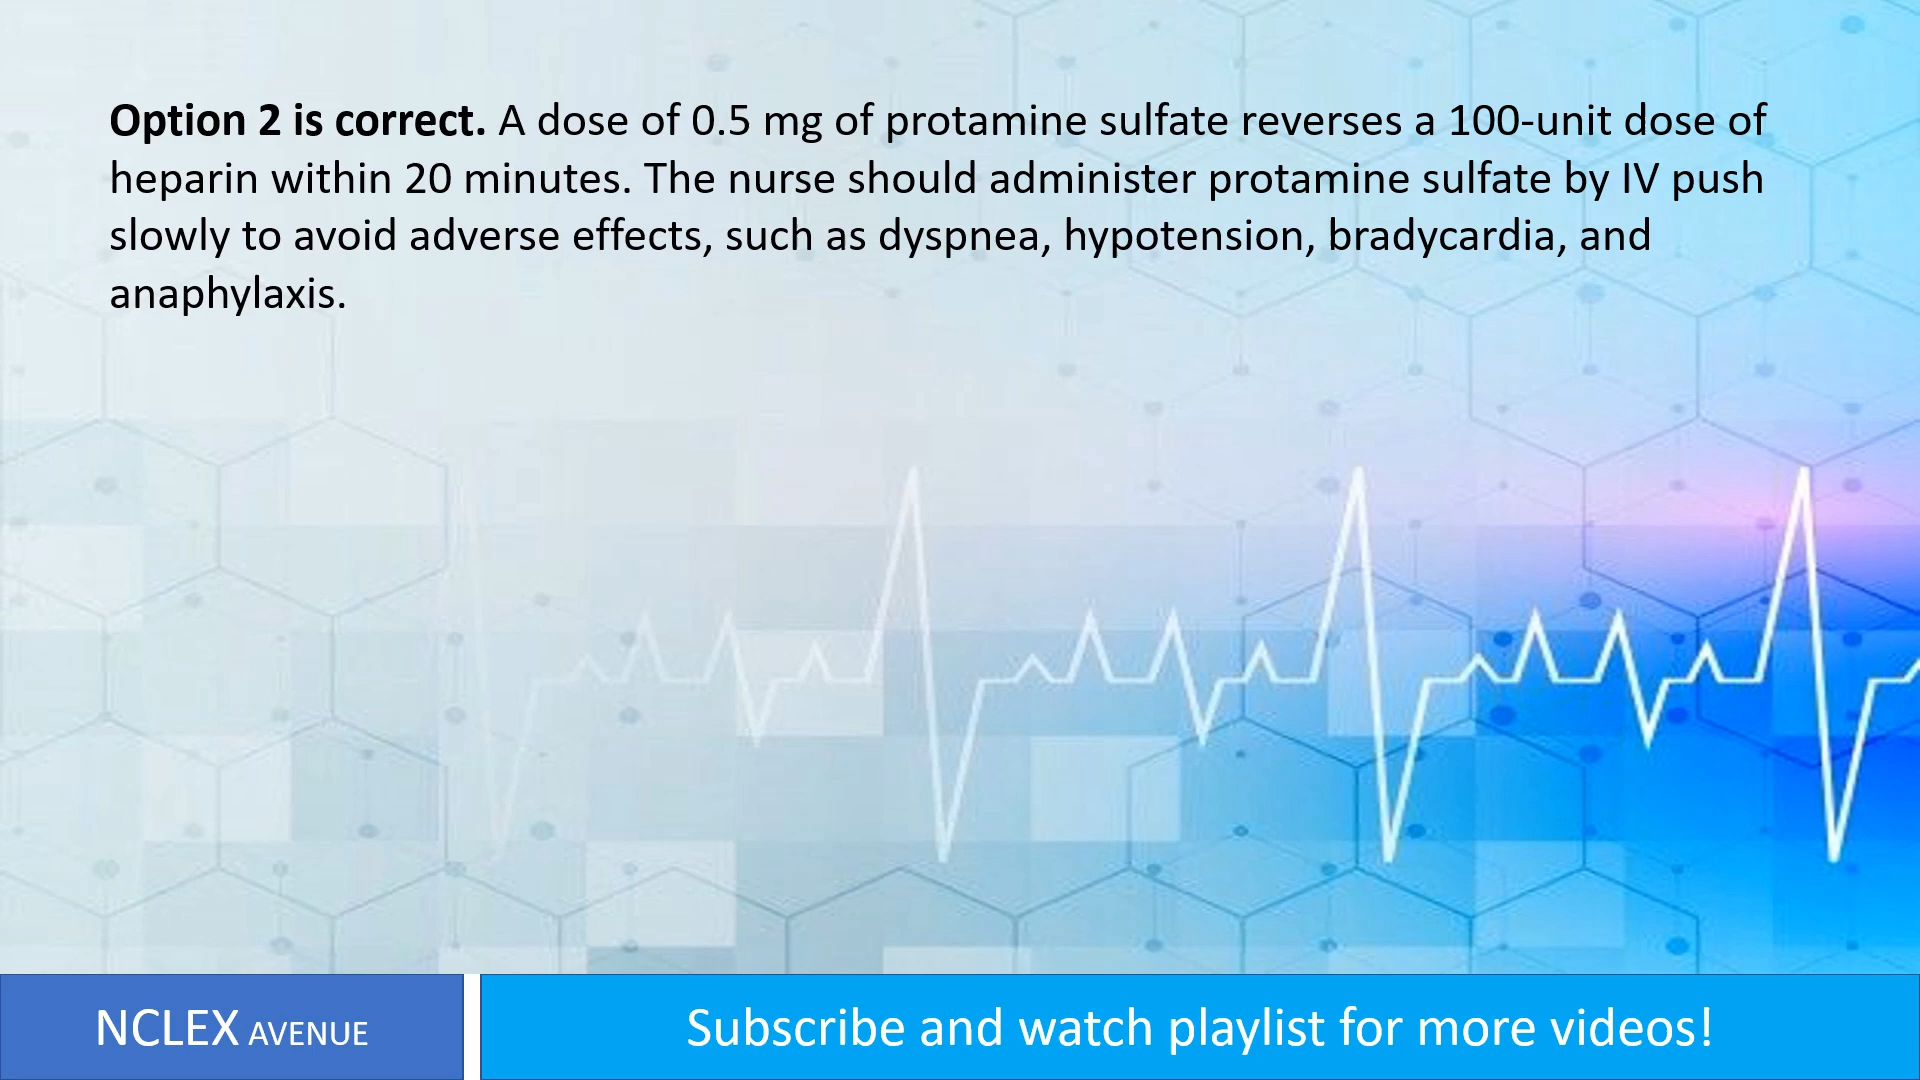 Option 2 is correct. A dose of 0.5 mg of protamine sulfate reverses a 100-unit dose of
heparin within 20 minutes. The nurse should administer protamine sulfate by IV push
slowly to avoid adverse effects, such as dyspnea, hypotension, bradycardia, and
anaphylaxis.
NCLEX AVENUE
Subscribe and watch playlist for more videos!